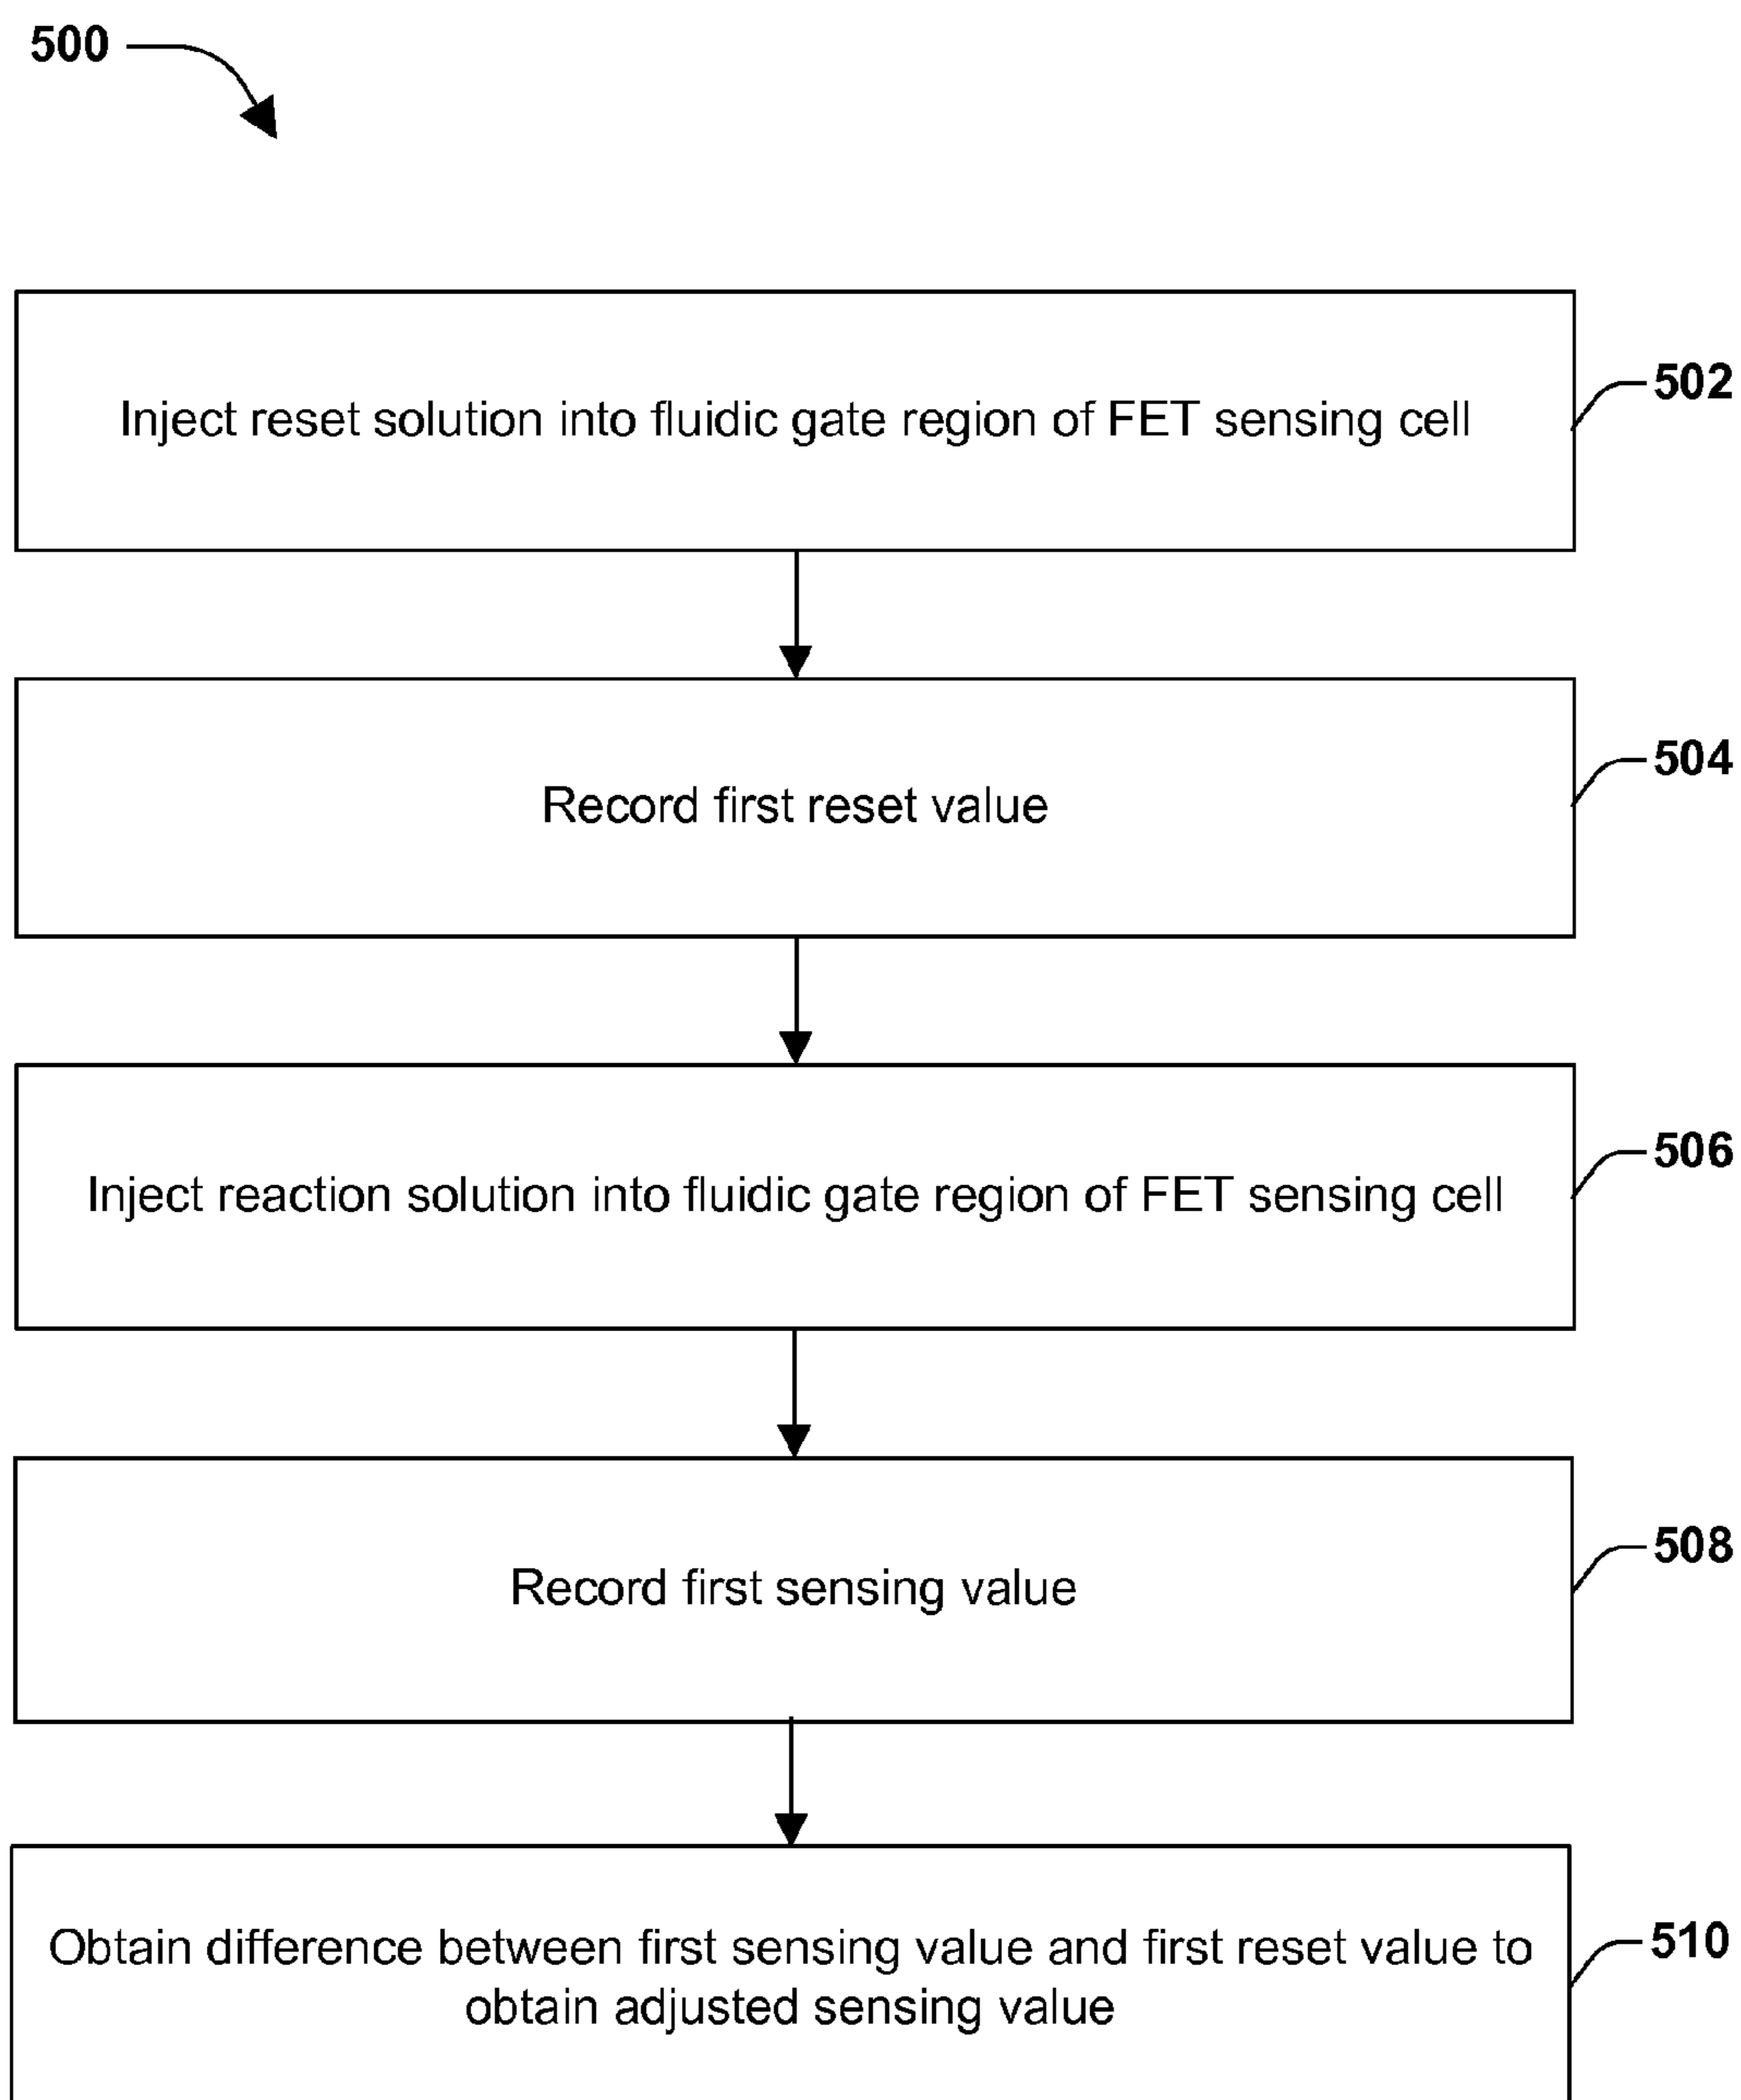 500
Inject reset solution into fluidic gate region of FET sensing cell
502
Record first reset value
504
Inject reaction solution into fluidic gate region of FET sensing cell
506
Record first sensing value
508
Obtain difference between first sensing value and first reset value to
obtain adjusted sensing value
510